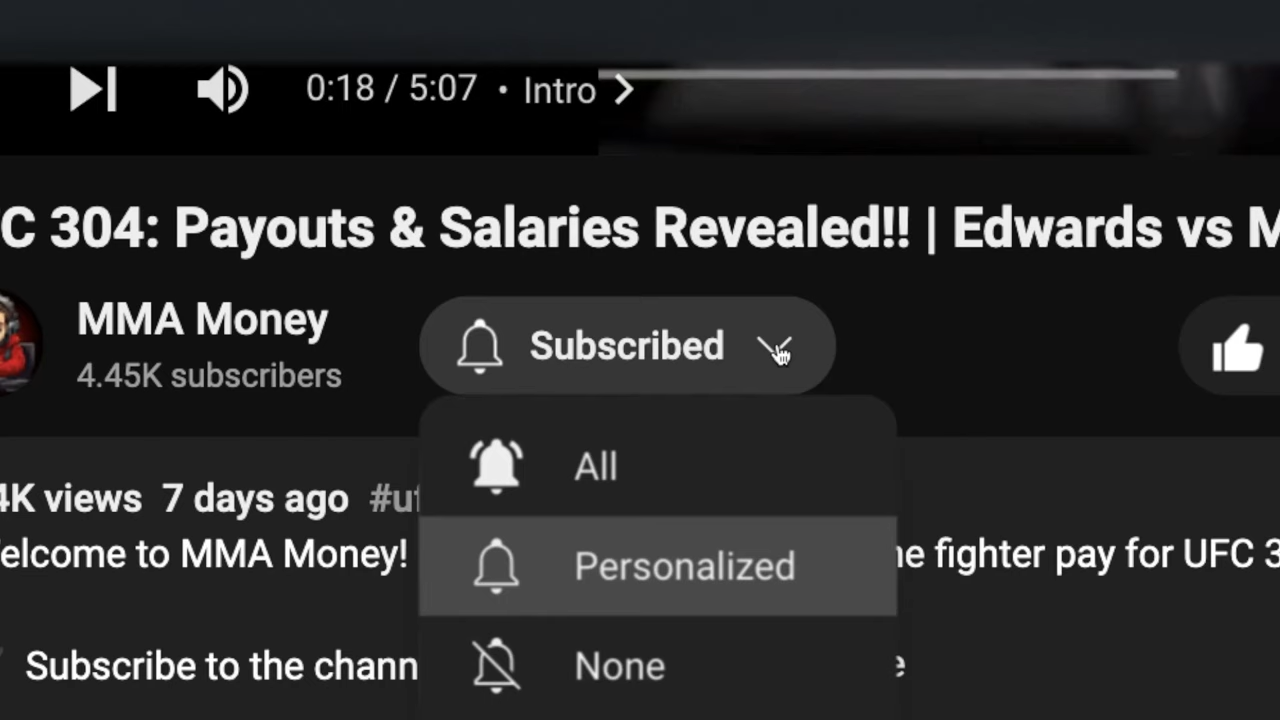 0:18 / 5:07 • Intro
C 304: Payouts & Salaries Revealed!! | Edwards vs M
MMA Money
4.45K subscribers
Subscribed
All
4K views 7 days ago #uf
Personalized
elcome to MMA Money!
e fighter pay for UFC 3
None
Subscribe to the chann
e